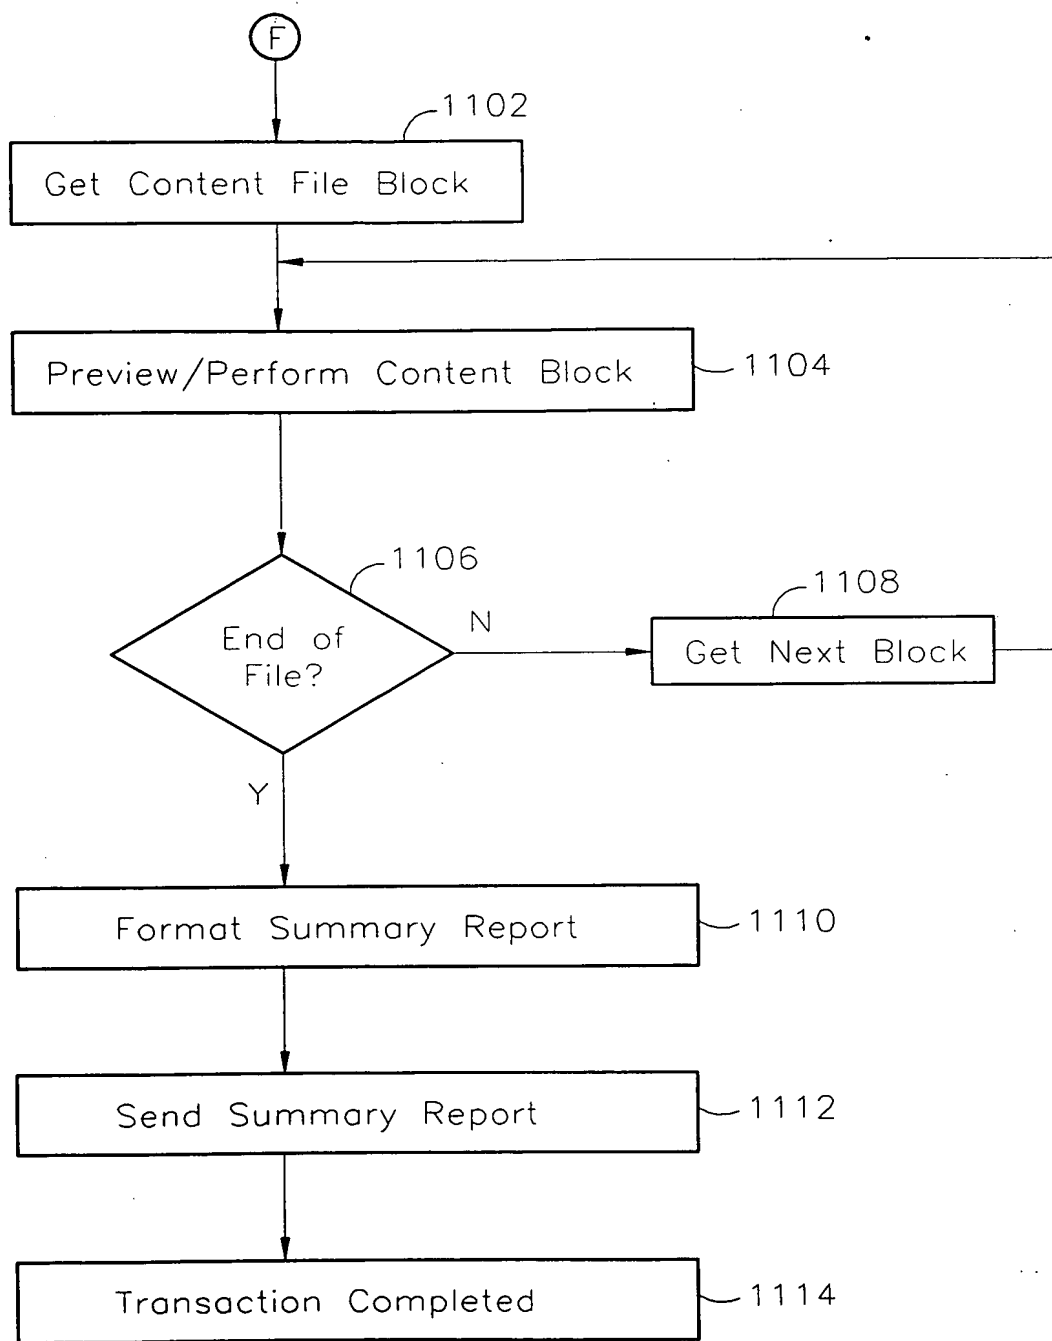 F
1102
Get Content File Block
Preview/Perform Content Block
1104
1106
End of
File?
N
1108
Get Next Block
Y
Format Summary Report
1110
Send Summary Report
1112
Transaction Completed
1114